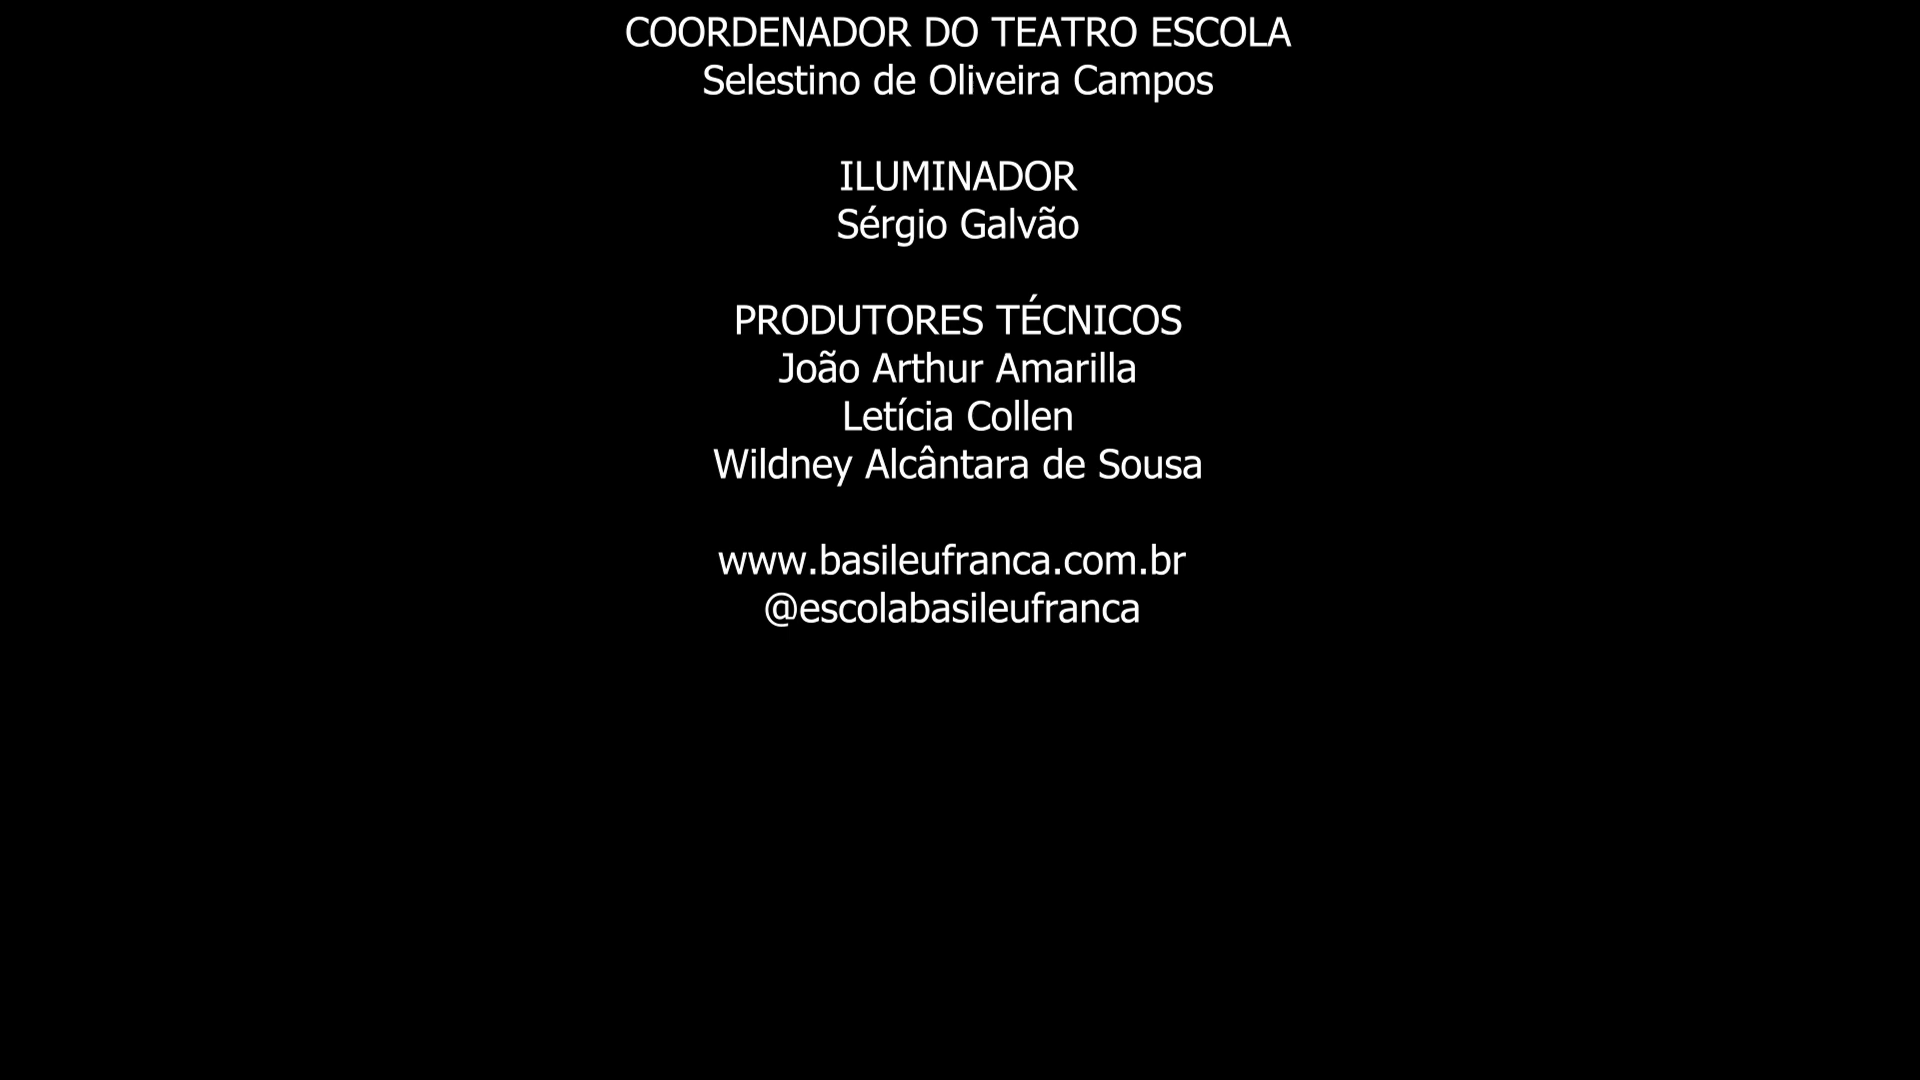 COORDENADOR DO TEATRO ESCOLA
Selestino de Oliveira Campos
ILUMINADOR
Sérgio Galvão
PRODUTORES TÉCNICOS
João Arthur Amarilla
Letícia Collen
Wildney Alcântara de Sousa
www.basileufranca.com.br
@escolabasileufranca